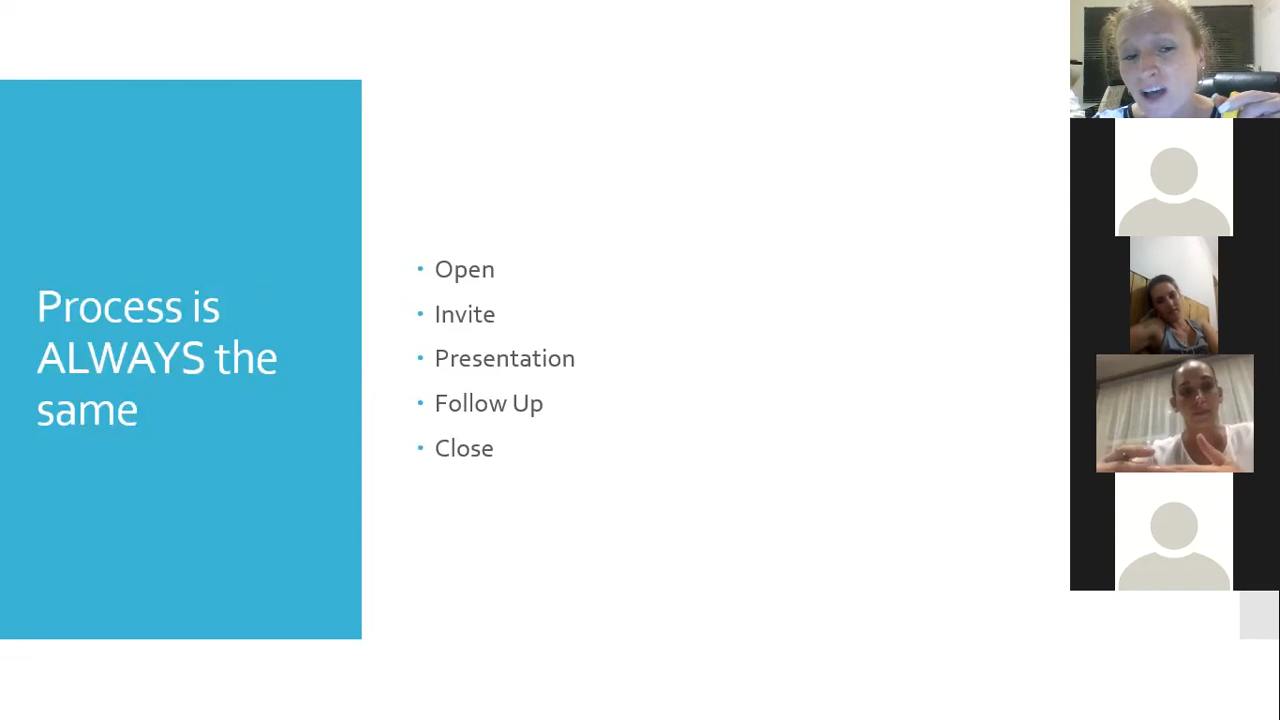 Process is
ALWAYS the
same
Open
Invite
Presentation
Follow Up
Close